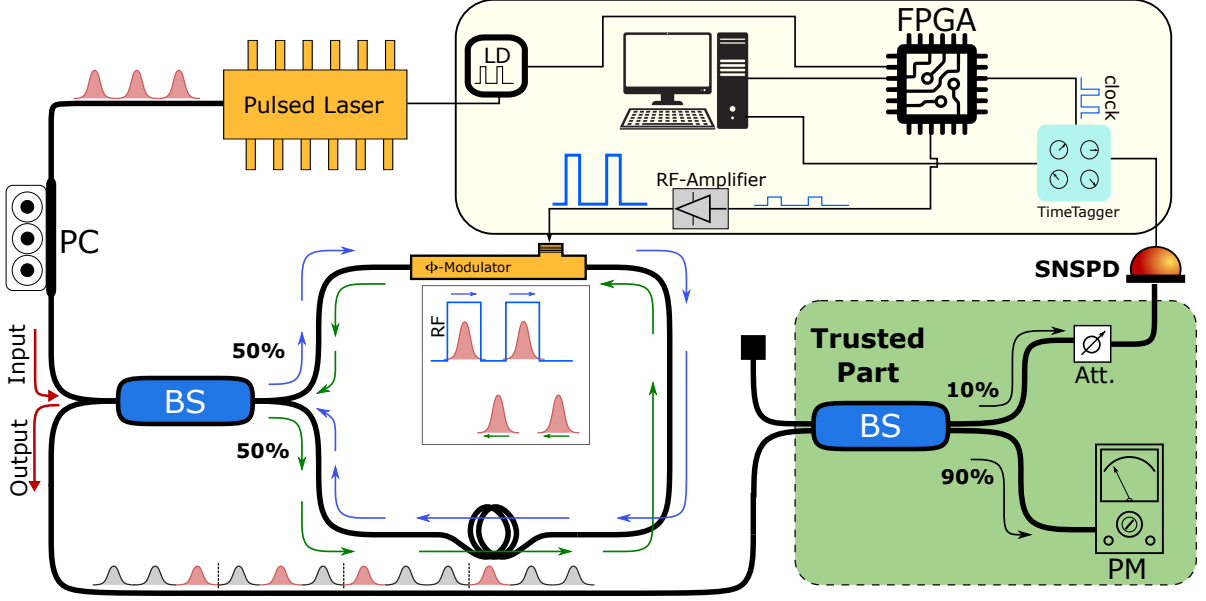 FPGA
LD
Pulsed Laser
clock
RF-Amplifier
TimeTagger
PC
Φ-Modulator
SNSPD
RF
Input
50%
BS
Trusted
Part
10%
Att.
BS
Output
50%
90%
PM